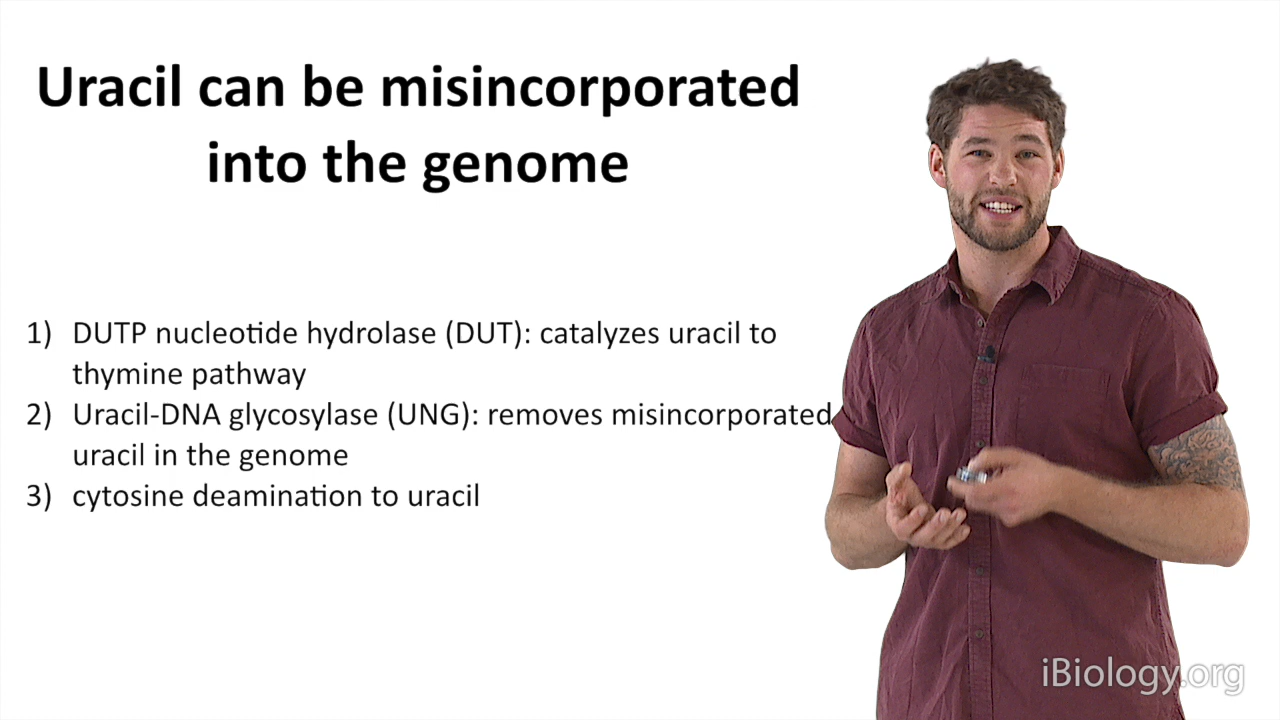 Uracil can be misincorporated
into the genome
1) DUTP nucleotide hydrolase (DUT): catalyzes uracil to
thymine pathway
2) Uracil-DNA glycosylase (UNG): removes misincorporated
uracil in the genome
3) cytosine deamination to uracil
iBiology.org